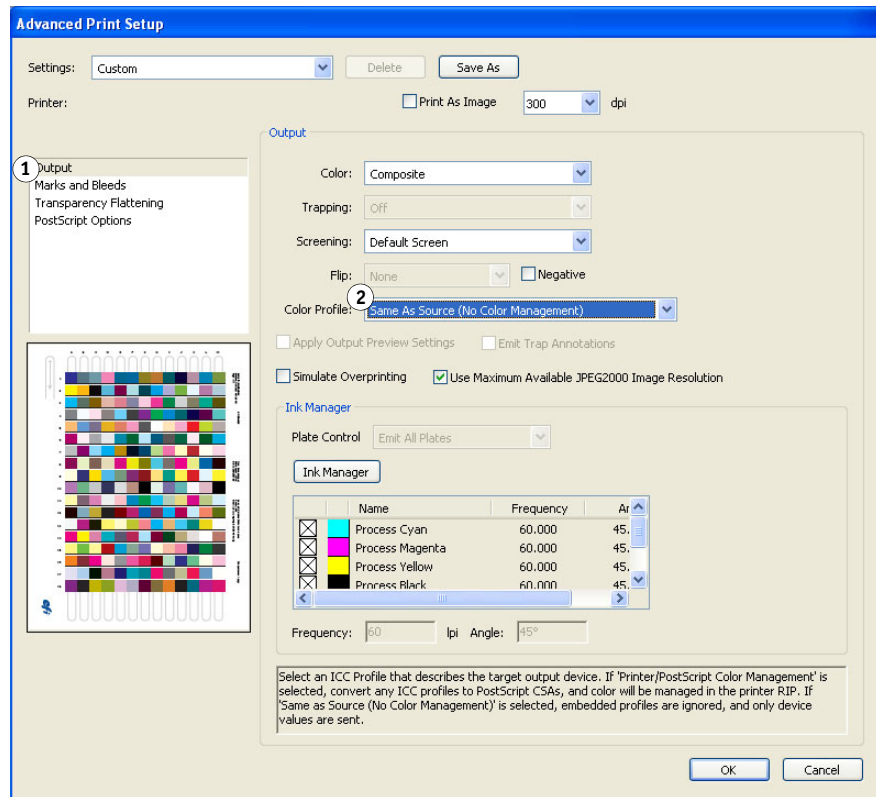 Advanced Print Setup
Settings: Custom Delete Save As
Printer: Print As Image 300 dpi
Output
1 Output
Marks and Bleeds
Transparency Flattening
PostScript Options
Color: Composite
Trapping: Off
Screening: Default Screen
Flip: None Negative
2
Color Profile: Same As Source (No Color Management)
Apply Output Preview Settings Emit Trap Annotations
Simulate Overprinting Use Maximum Available JPEG2000 Image Resolution
Ink Manager
Plate Control Emit All Plates
Ink Manager
Name Frequency
Process Cyan 60.000 45.
Process Magenta 60.000 45.
Process Yellow 60.000 45.
Process Black 60.000 45.
Frequency: 60 lpi Angle: 45°
Select an ICC Profile that describes the target output device. If 'Printer/PostScript Color Management' is
selected, convert any ICC profiles to PostScript CSAs, and color will be managed in the printer RIP. If
'Same as Source (No Color Management)' is selected, embedded profiles are ignored, and only device
values are sent.
OK Cancel